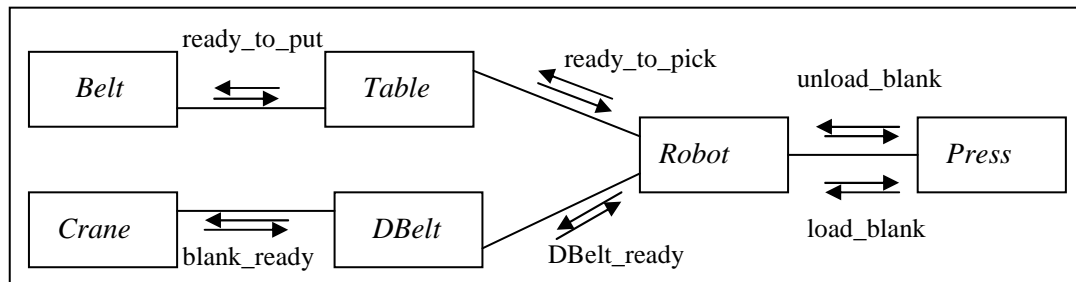 ready_to_put
Belt
Table
ready_to_pick
unload_blank
Robot
Press
Crane
DBelt
blank_ready
DBelt_ready
load_blank